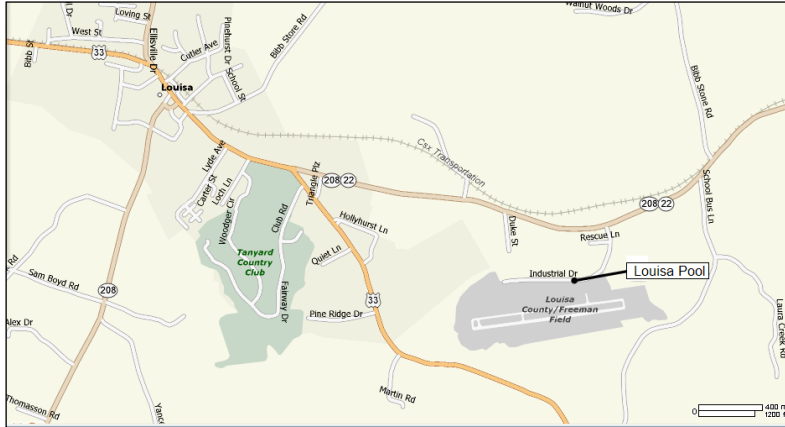 Loving St
West St
Bibb St
33
Ellisville Dr
Cutler Ave
Pinehurst Dr
School St
Bibb Store Rd
Walnut Woods Dr
Louisa
Bibb Store Rd
Csx Transportation
Lyde Ave
Carter St
Loch Ln
Woodger Cir
Club Rd
Triangle Plz
208 22
Hollyhurst Ln
Duke St
School Bus Ln
208 22
Rescue Ln
Tanyard
Country
Club
Quiet Ln
Fairway Dr
Industrial Dr
Louisa Pool
Sam Boyd Rd
208
33
Louisa
County/Freeman
Field
Pine Ridge Dr
Alex Dr
Laura Creek Rd
Martin Rd
Thomasson Rd
Yanc
0
400 m
1200 ft